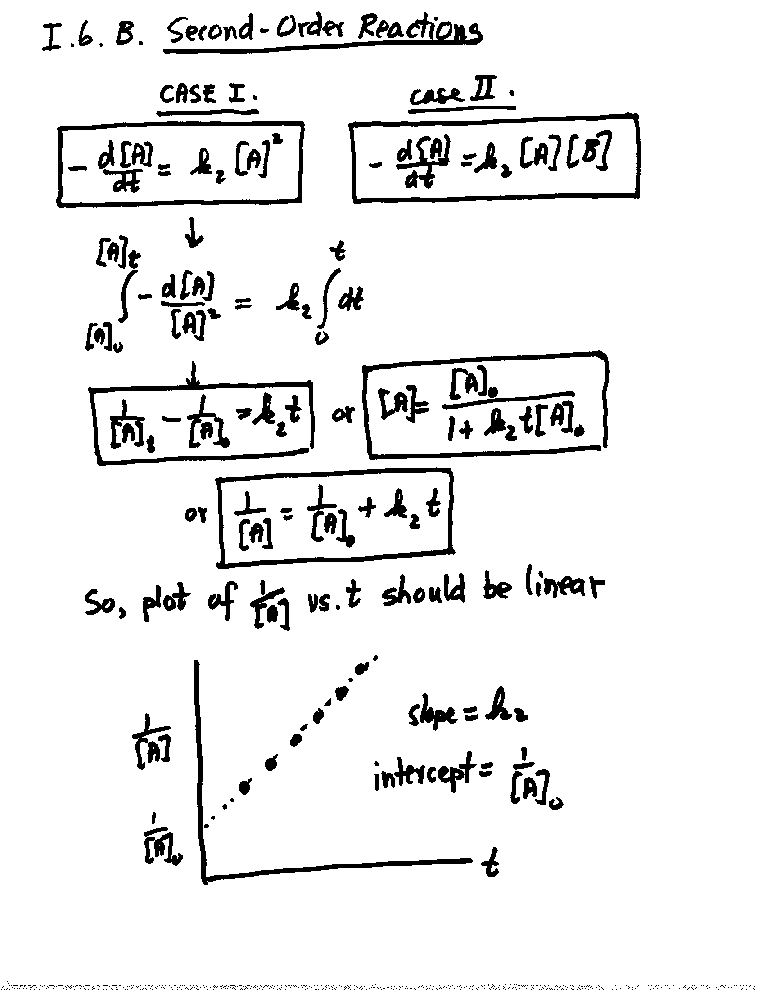 I.6.B. Second-Order Reactions
CASE I. case II.
-d[A]/dt = k₂[A]² -d[A]/dt = k₂[A][B]
↓
∫_{[A]₀}^{[A]t} -d[A]/[A]² = k₂ ∫₀^t dt
↓
1/[A]t - 1/[A]₀ = k₂t or [A] = [A]₀/(1 + k₂t[A]₀)
or 1/[A] = 1/[A]₀ + k₂t
So, plot of 1/[A] vs. t should be linear
slope = k₂
1/[A]
intercept = 1/[A]₀
1/[A]₀
t